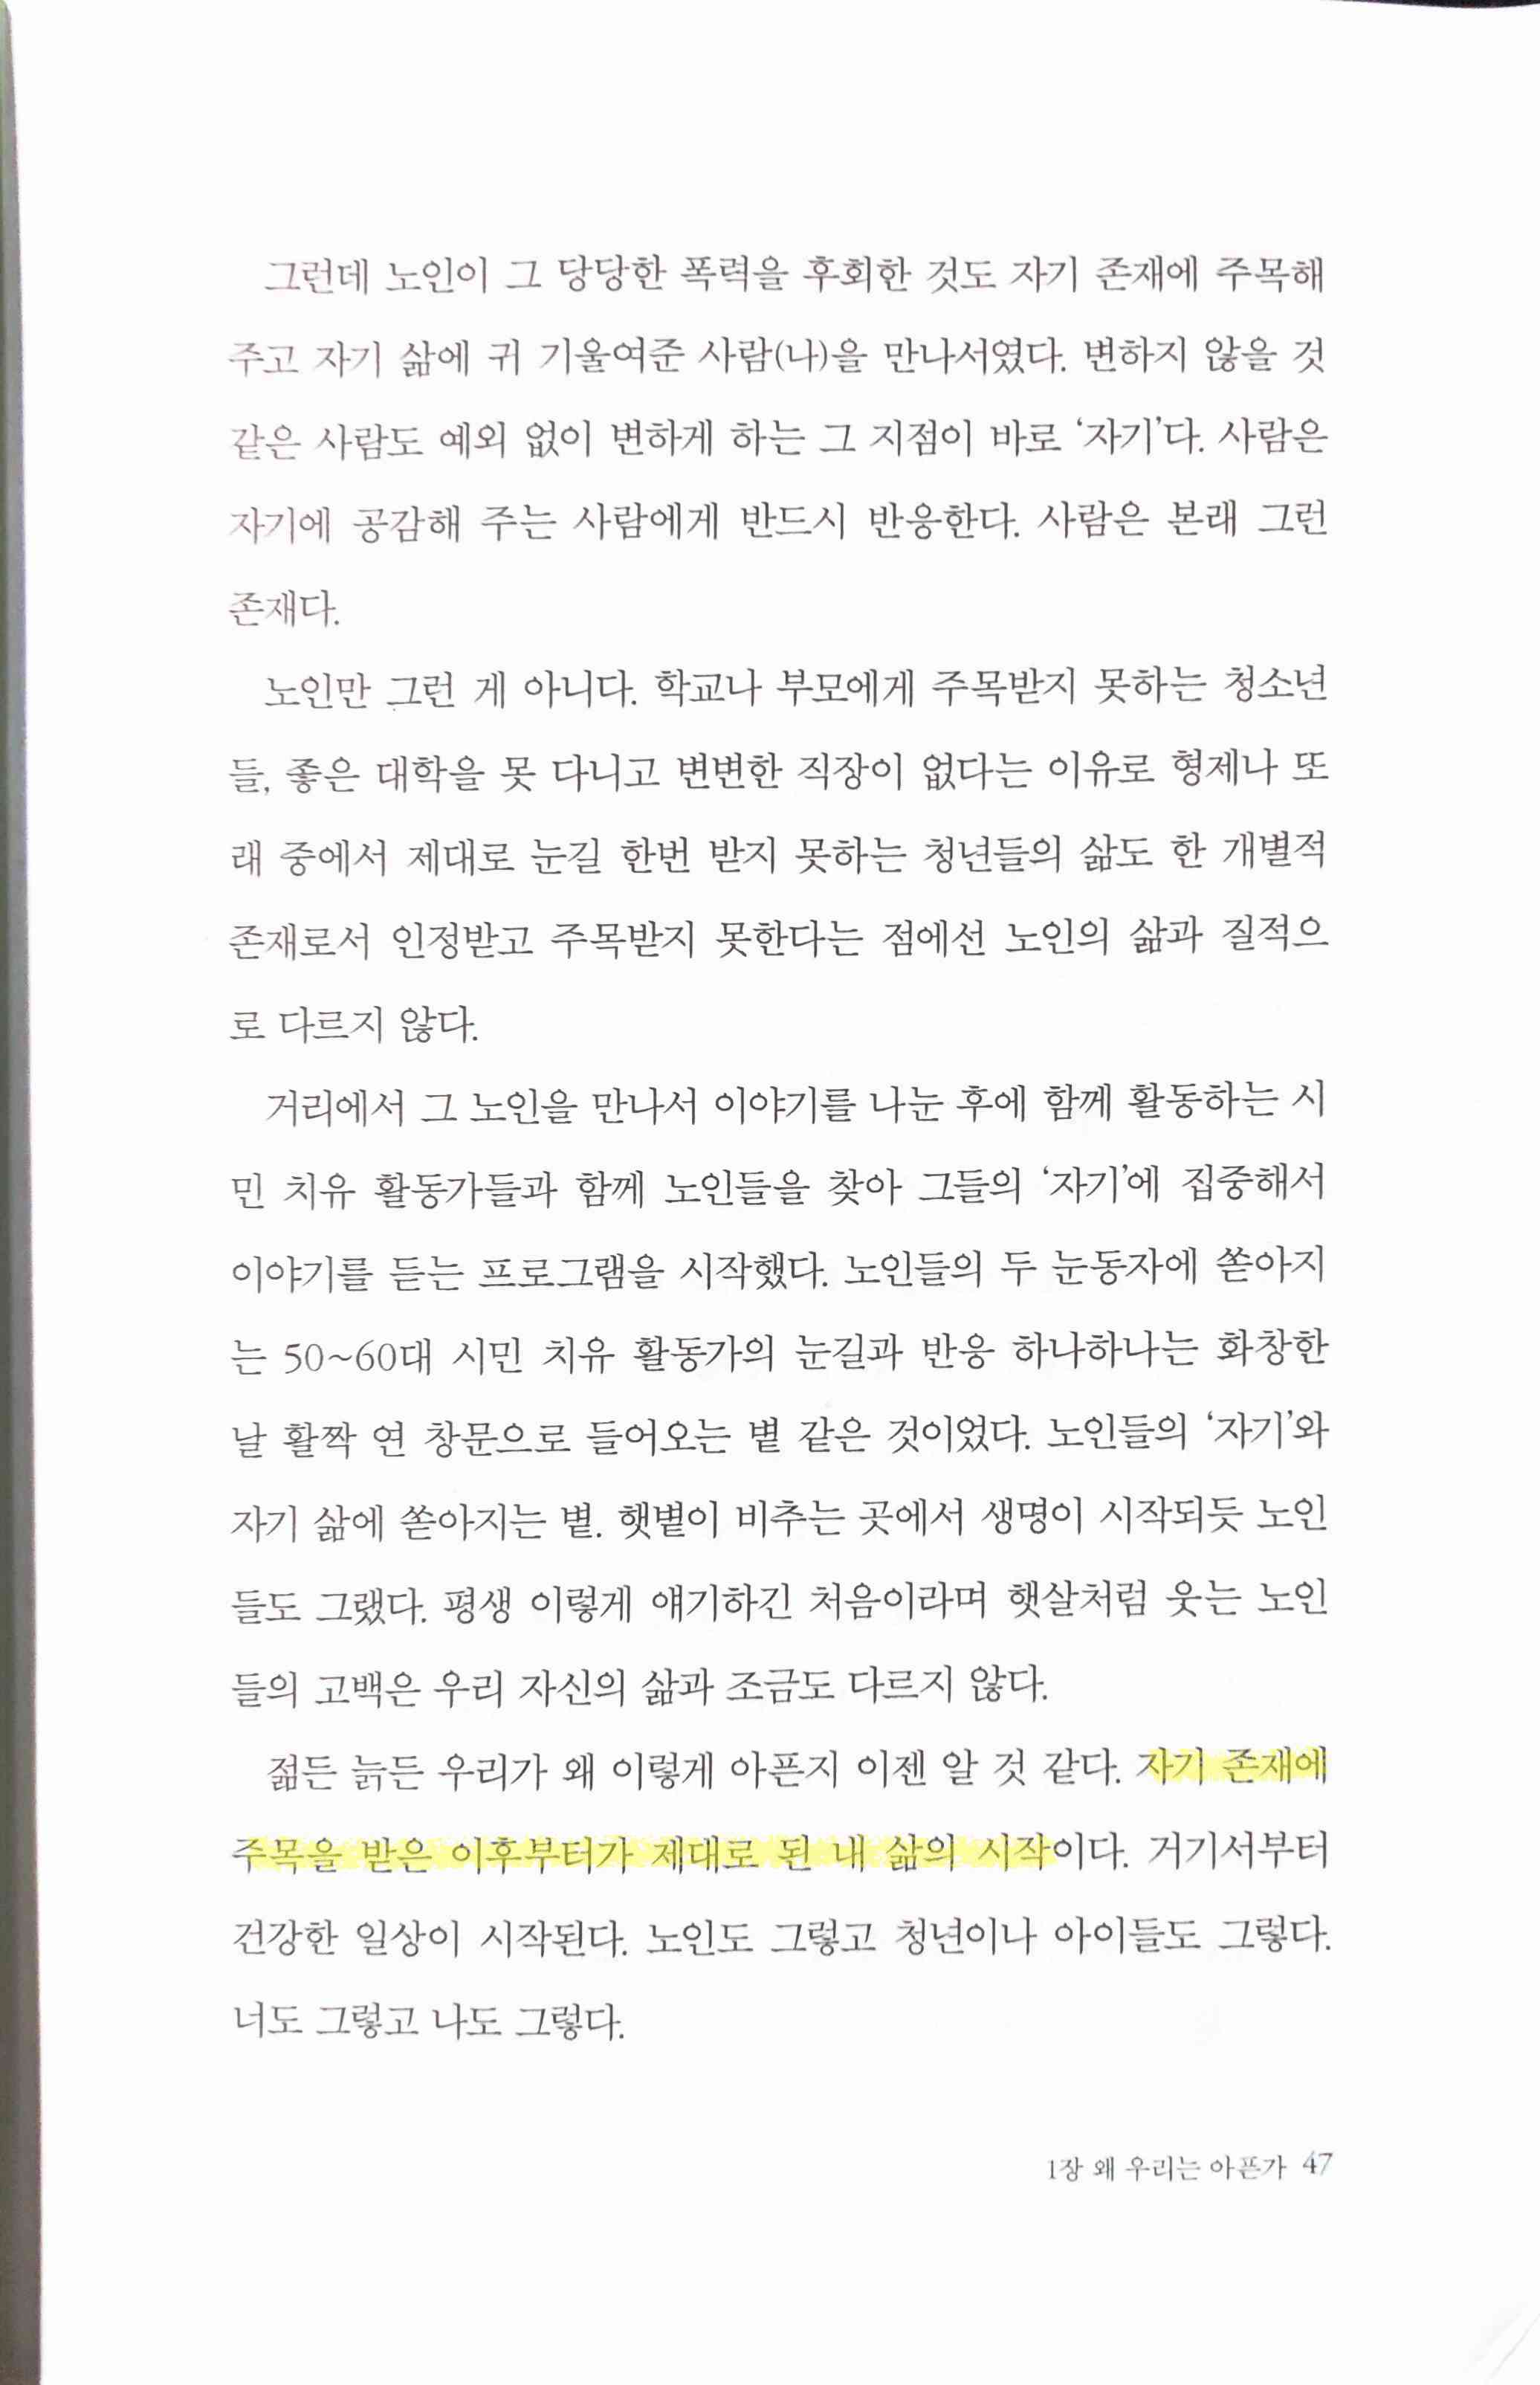 그런데 노인이 그 당당한 폭력을 후회한 것도 자기 존재에 주목해
주고 자기 삶에 귀 기울여준 사람(나)을 만나서였다. 변하지 않을 것
같은 사람도 예외 없이 변하게 하는 그 지점이 바로 ‘자기’다. 사람은
자기에 공감해 주는 사람에게 반드시 반응한다. 사람은 본래 그런
존재다.
노인만 그런 게 아니다. 학교나 부모에게 주목받지 못하는 청소년
들, 좋은 대학을 못 다니고 변변한 직장이 없다는 이유로 형제나 또
래 중에서 제대로 눈길 한번 받지 못하는 청년들의 삶도 한 개별적
존재로서 인정받고 주목받지 못한다는 점에선 노인의 삶과 질적으
로 다르지 않다.
거리에서 그 노인을 만나서 이야기를 나눈 후에 함께 활동하는 시
민 치유 활동가들과 함께 노인들을 찾아 그들의 ‘자기’에 집중해서
이야기를 듣는 프로그램을 시작했다. 노인들의 두 눈동자에 쏟아지
는 50~60대 시민 치유 활동가의 눈길과 반응 하나하나는 화창한
날 활짝 연 창문으로 들어오는 볕 같은 것이었다. 노인들의 ‘자기’와
자기 삶에 쏟아지는 볕. 햇볕이 비추는 곳에서 생명이 시작되듯 노인
들도 그랬다. 평생 이렇게 얘기하긴 처음이라며 햇살처럼 웃는 노인
들의 고백은 우리 자신의 삶과 조금도 다르지 않다.
젊든 늙든 우리가 왜 이렇게 아픈지 이젠 알 것 같다. 자기 존재에
주목을 받은 이후부터가 제대로 된 내 삶의 시작이다. 거기서부터
건강한 일상이 시작된다. 노인도 그렇고 청년이나 아이들도 그렇다.
너도 그렇고 나도 그렇다.
1장 왜 우리는 아픈가 47